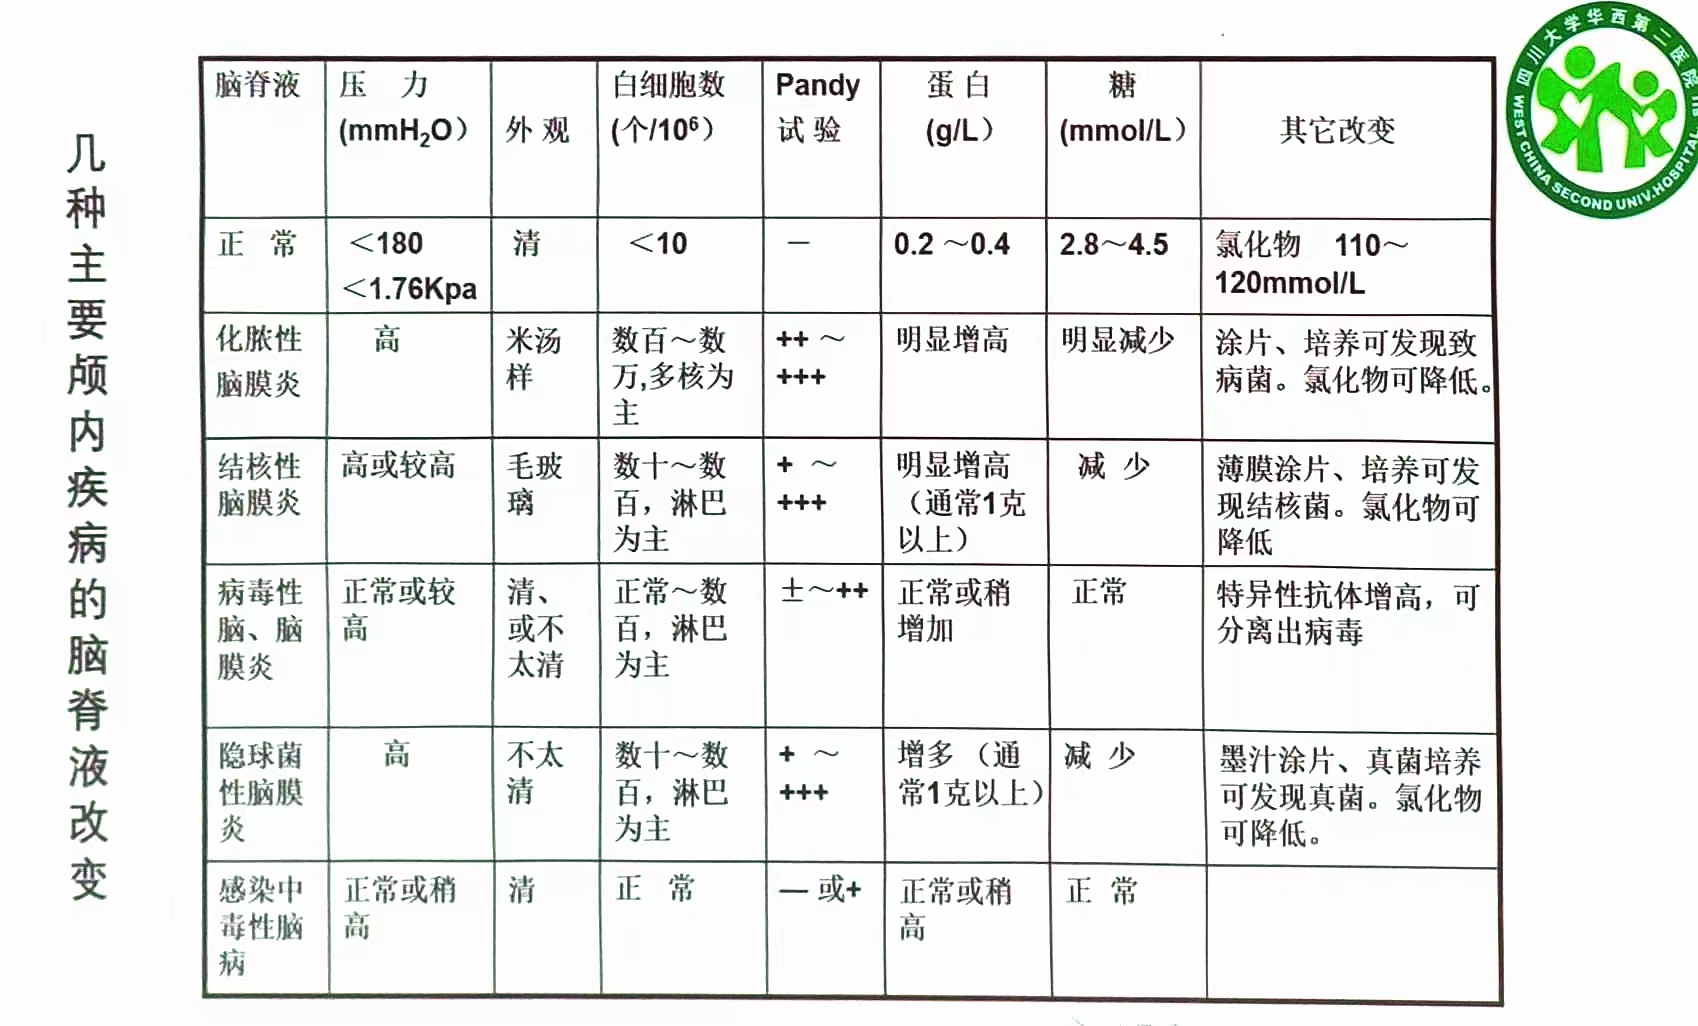 几种主要颅内疾病的脑脊液改变
四川大学华西第二医院
WEST CHINA SECOND UNIV.HOSPITAL
脑脊液
压 力
(mmH₂O)
外 观
白细胞数
(个/10⁶)
Pandy
试 验
蛋 白
(g/L)
糖
(mmol/L)
其它改变
正 常
<180
<1.76Kpa
清
<10
—
0.2 ～0.4
2.8～4.5
氯化物 110～
120mmol/L
化脓性
脑膜炎
高
米汤
样
数百～数
万,多核为
主
++ ～
+++
明显增高
明显减少
涂片、培养可发现致
病菌。氯化物可降低。
结核性
脑膜炎
高或较高
毛玻
璃
数十～数
百，淋巴
为主
+ ～
+++
明显增高
（通常1克
以上）
减 少
薄膜涂片、培养可发
现结核菌。氯化物可
降低
病毒性
脑、脑
膜炎
正常或较
高
清、
或不
太清
正常～数
百，淋巴
为主
±～++
正常或稍
增加
正常
特异性抗体增高，可
分离出病毒
隐球菌
性脑膜
炎
高
不太
清
数十～数
百，淋巴
为主
+ ～
+++
增多（通
常1克以上）
减 少
墨汁涂片、真菌培养
可发现真菌。氯化物
可降低。
感染中
毒性脑
病
正常或稍
高
清
正 常
— 或+
正常或稍
高
正 常